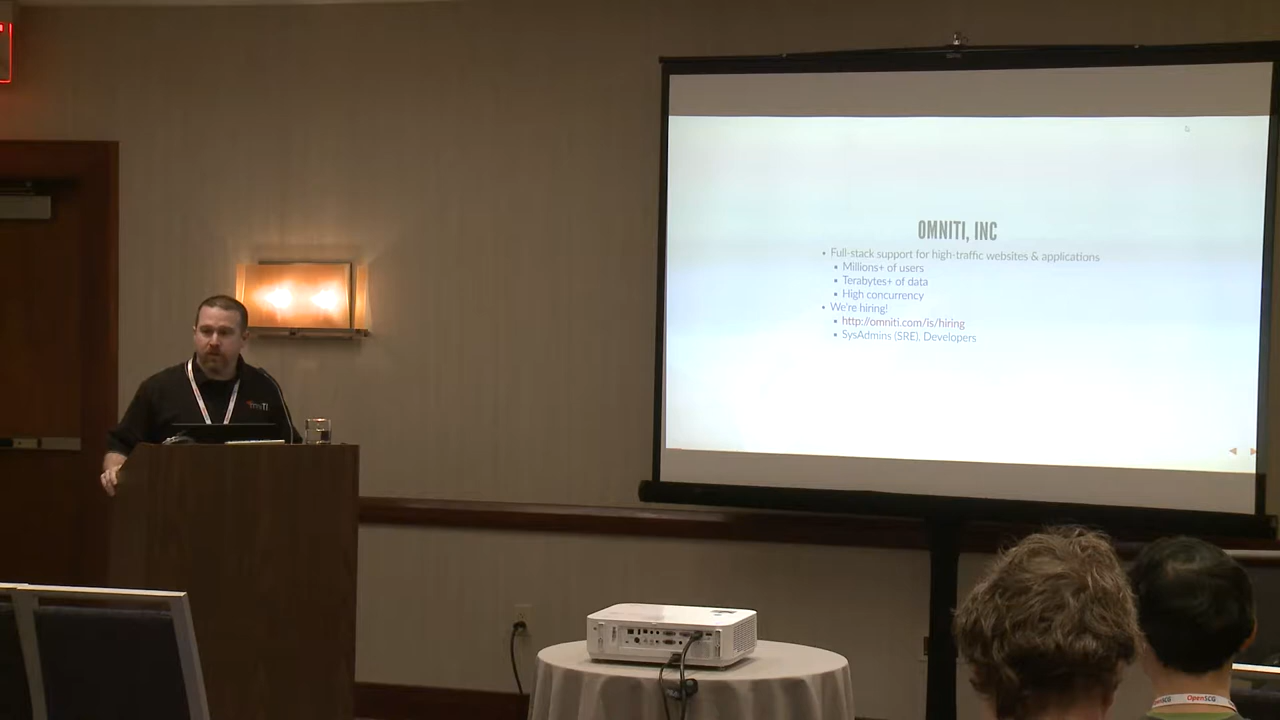 OMNITI, INC
• Full-stack support for high-traffic websites & applications
▪ Millions+ of users
▪ Terabytes+ of data
▪ High concurrency
• We're hiring!
▪ http://omniti.com/is/hiring
▪ SysAdmins (SRE), Developers
OpenSCG